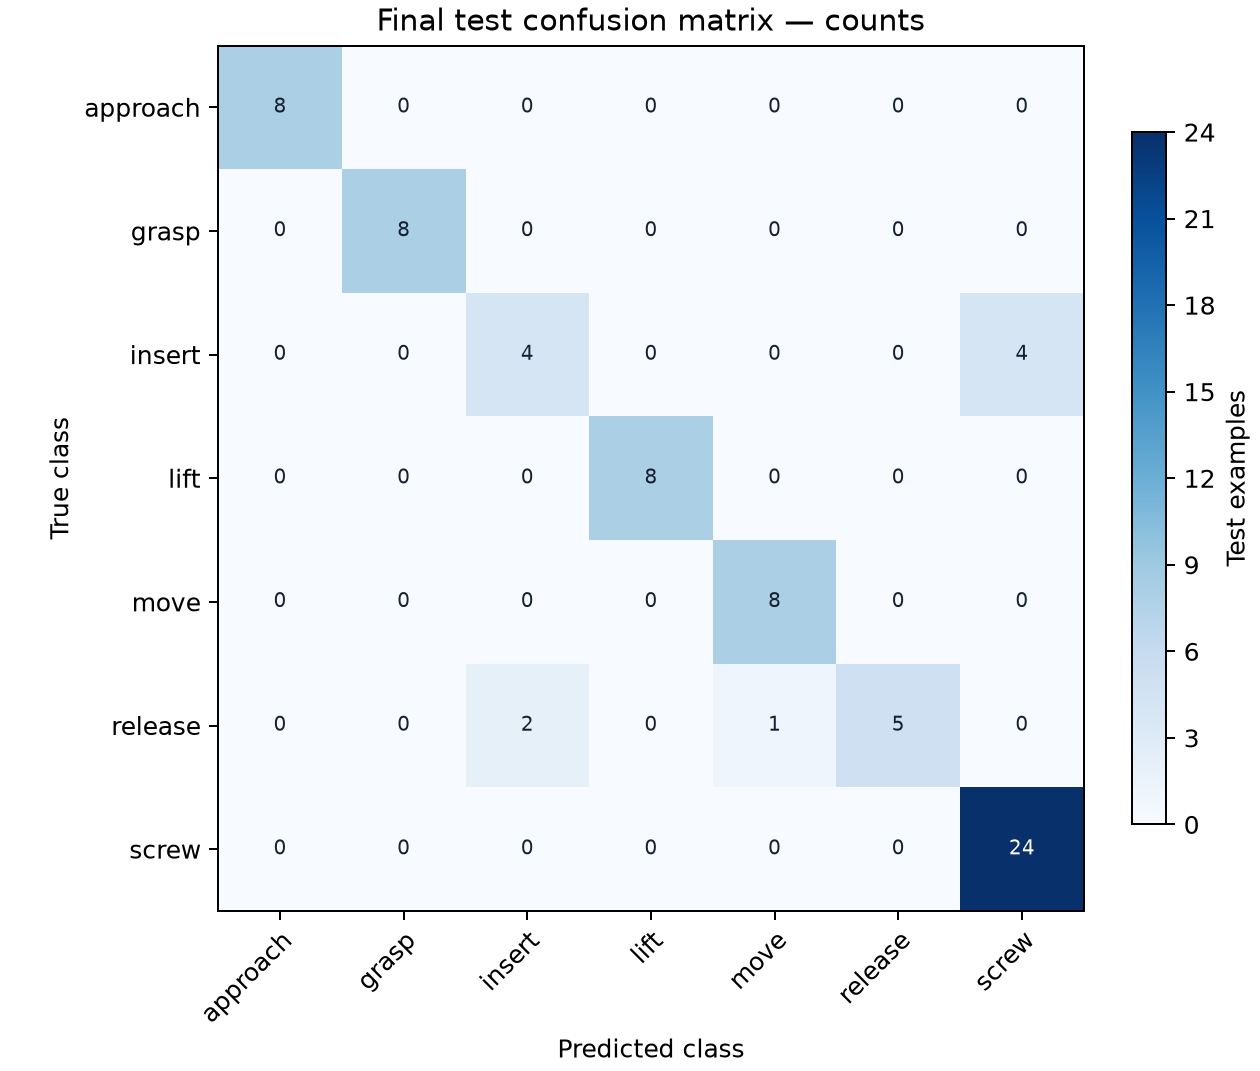 Final test confusion matrix — counts
approach 8 0 0 0 0 0 0
grasp 0 8 0 0 0 0 0
insert 0 0 4 0 0 0 4
lift 0 0 0 8 0 0 0
move 0 0 0 0 8 0 0
release 0 0 2 0 1 5 0
screw 0 0 0 0 0 0 24
approach grasp insert lift move release screw
Predicted class
True class
24
21
18
15
12
9
6
3
0
Test examples